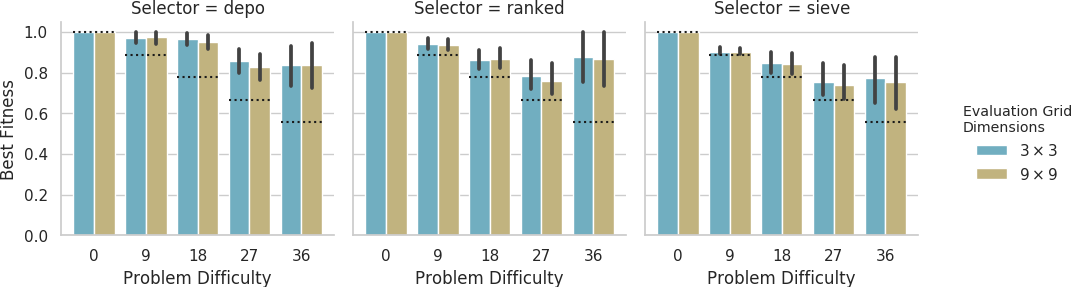 Selector = depo
Selector = ranked
Selector = sieve
Best Fitness
1.0
0.8
0.6
0.4
0.2
0.0
0 9 18 27 36
0 9 18 27 36
0 9 18 27 36
Problem Difficulty
Problem Difficulty
Problem Difficulty
Evaluation Grid
Dimensions
3 × 3
9 × 9